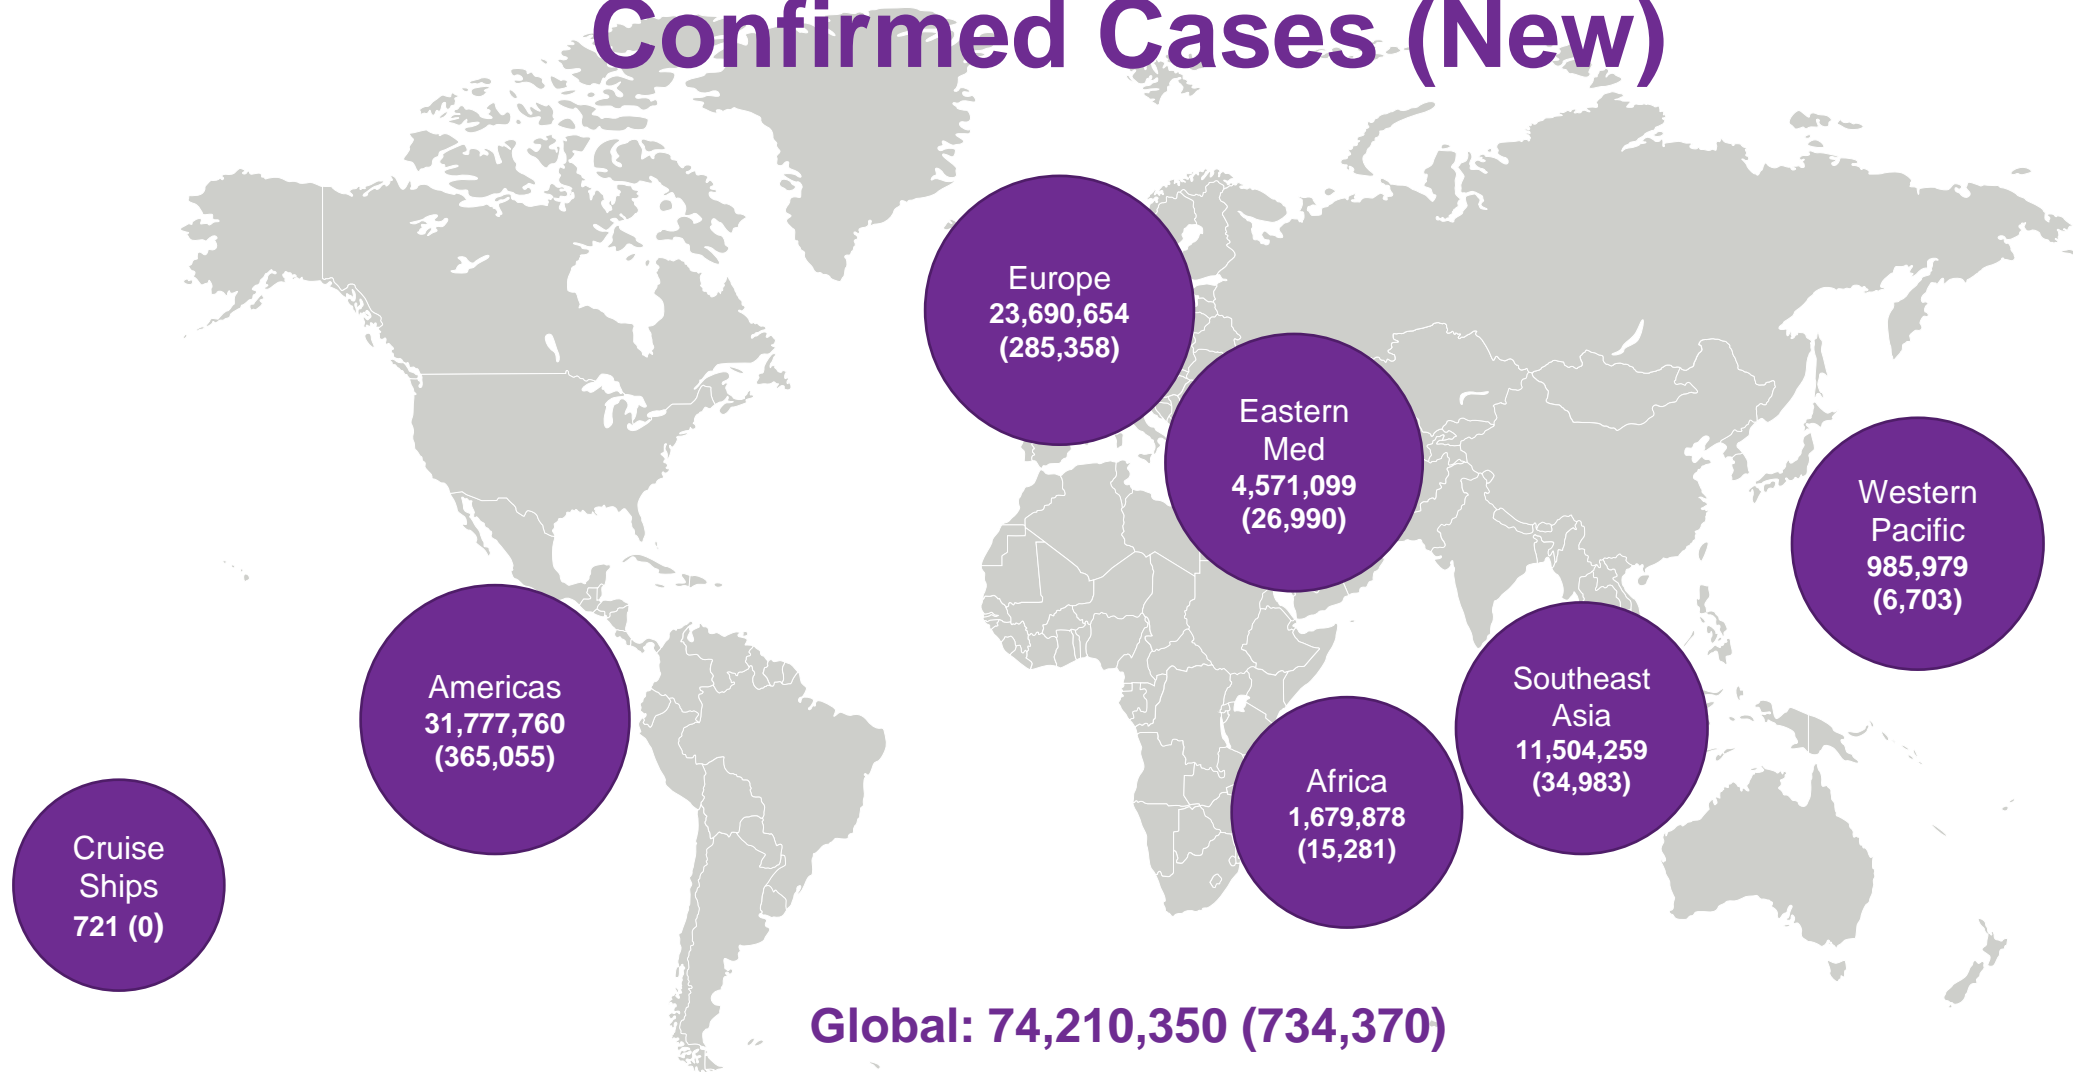 Confirmed Cases (New)
Europe
23,690,654
(285,358)
Eastern
Med
4,571,099
(26,990)
Western
Pacific
985,979
(6,703)
Americas
31,777,760
(365,055)
Southeast
Asia
11,504,259
(34,983)
Africa
1,679,878
(15,281)
Cruise
Ships
721 (0)
Global: 74,210,350 (734,370)